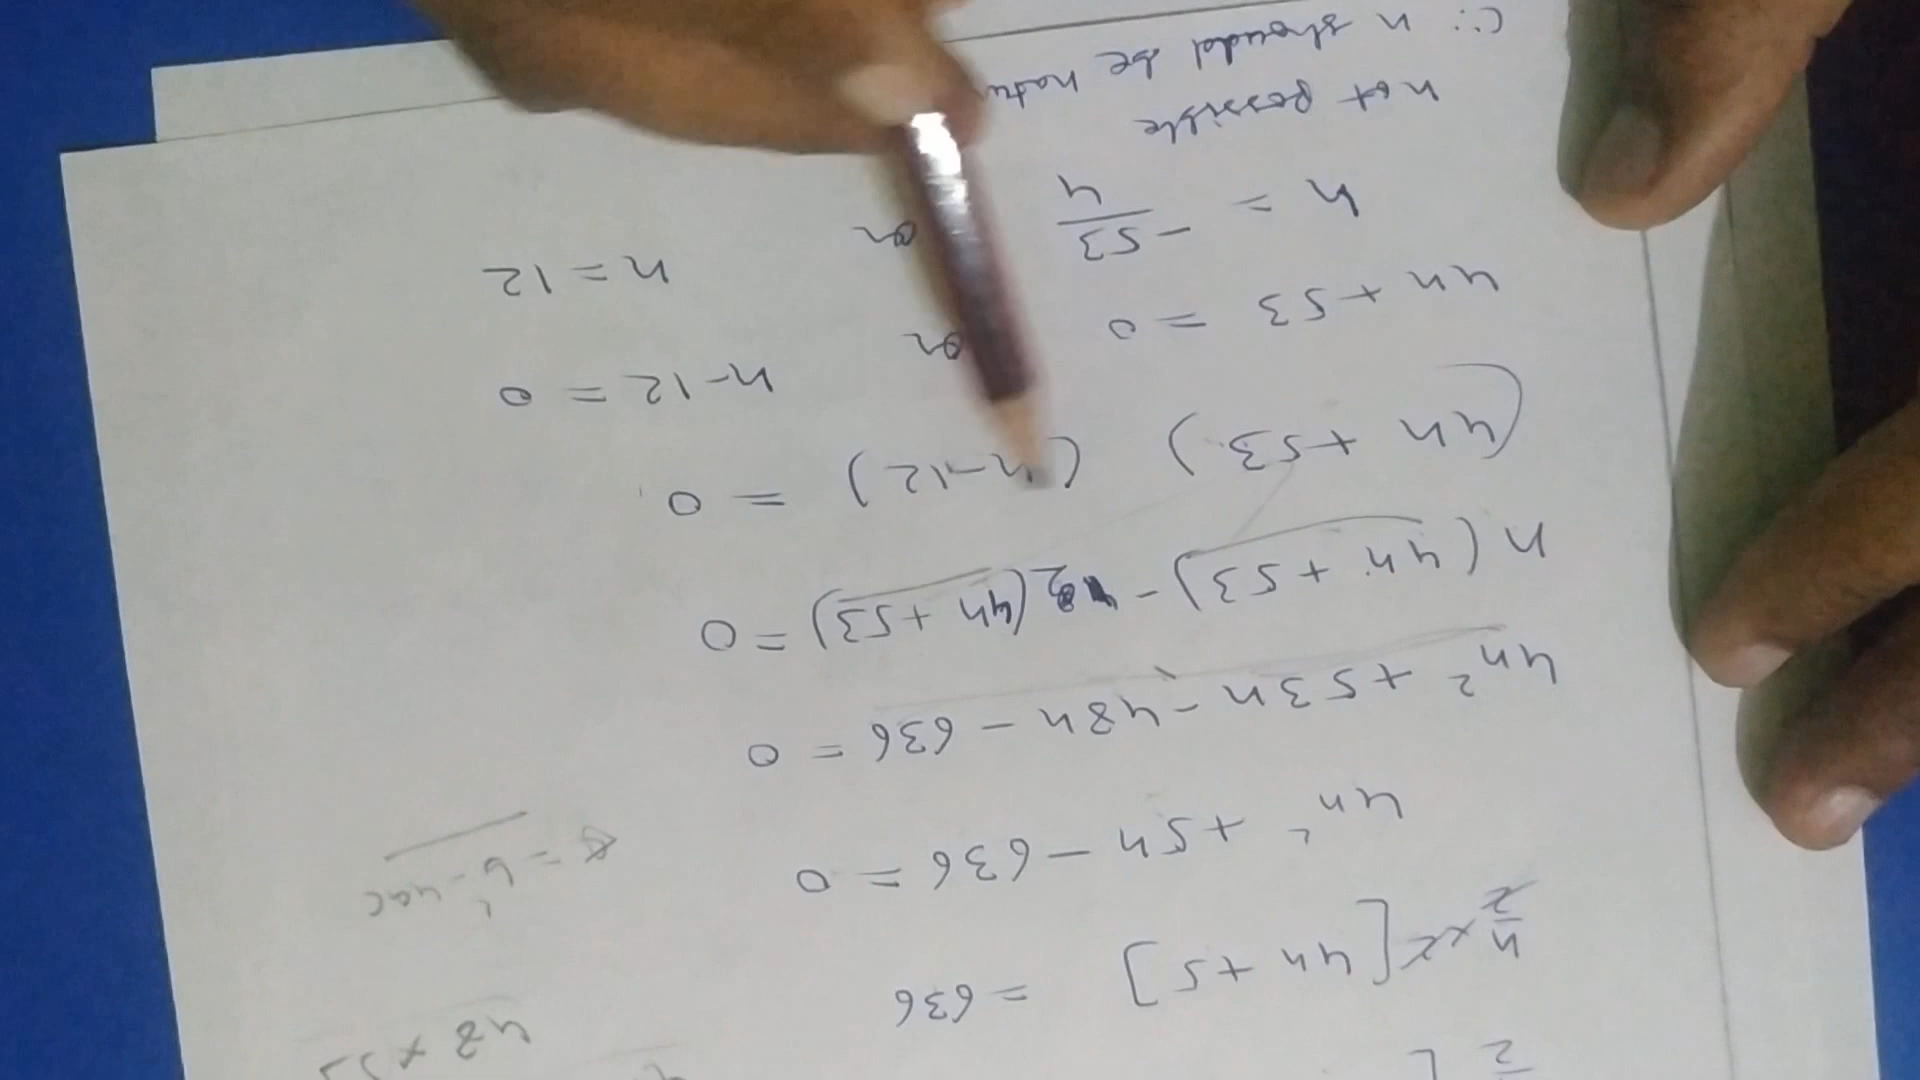 n/2 × 2 [4n + 5] = 636
4n² + 5n - 636 = 0
4n² + 53n - 48n - 636 = 0
n (4n + 53) - 12 (4n + 53) = 0
(4n + 53) (n - 12) = 0
4n + 53 = 0 or n - 12 = 0
n = -53/4 or n = 12
not possible
(∵ n should be natu
= b² - 4ac
48 ×